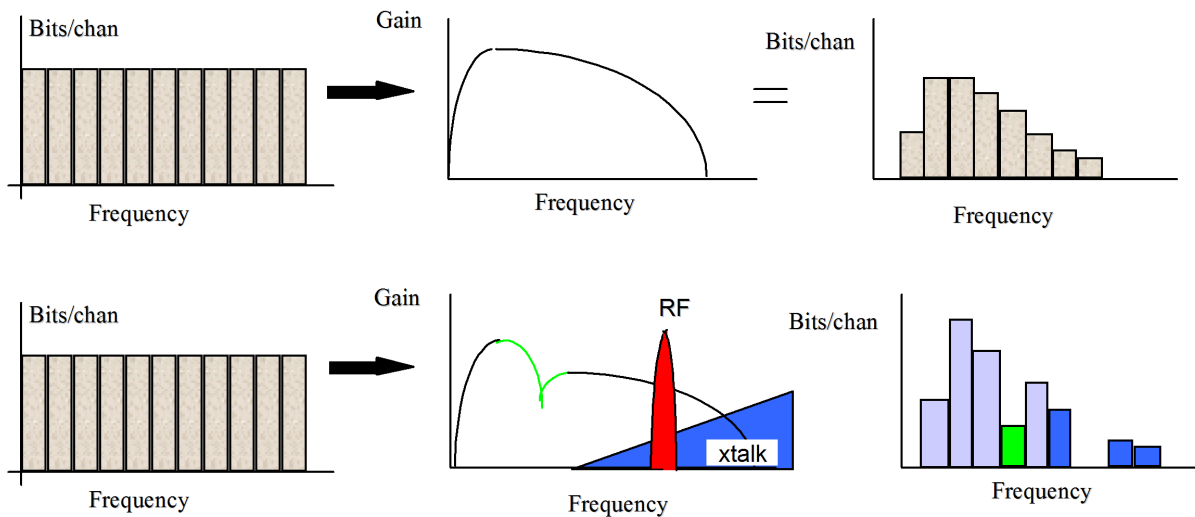 Bits/chan
Frequency
Gain
Frequency
Bits/chan
Frequency
Bits/chan
Frequency
Gain
RF
xtalk
Frequency
Bits/chan
Frequency